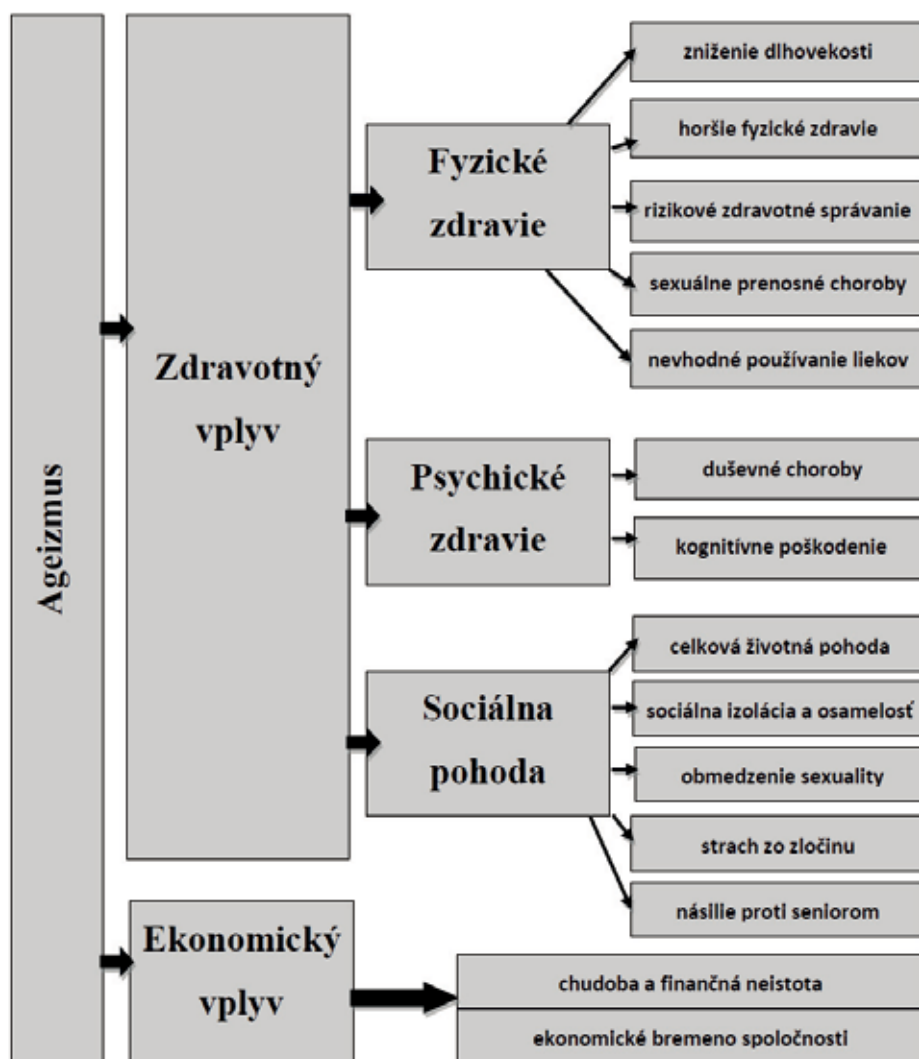 Ageizmus
Zdravotný
vplyv
Fyzické
zdravie
zníženie dlhovekosti
horšie fyzické zdravie
rizikové zdravotné správanie
sexuálne prenosné choroby
nevhodné používanie liekov
Psychické
zdravie
duševné choroby
kognitívne poškodenie
Sociálna
pohoda
celková životná pohoda
sociálna izolácia a osamelosť
obmedzenie sexuality
strach zo zločinu
násilie proti seniorom
Ekonomický
vplyv
chudoba a finančná neistota
ekonomické bremeno spoločnosti